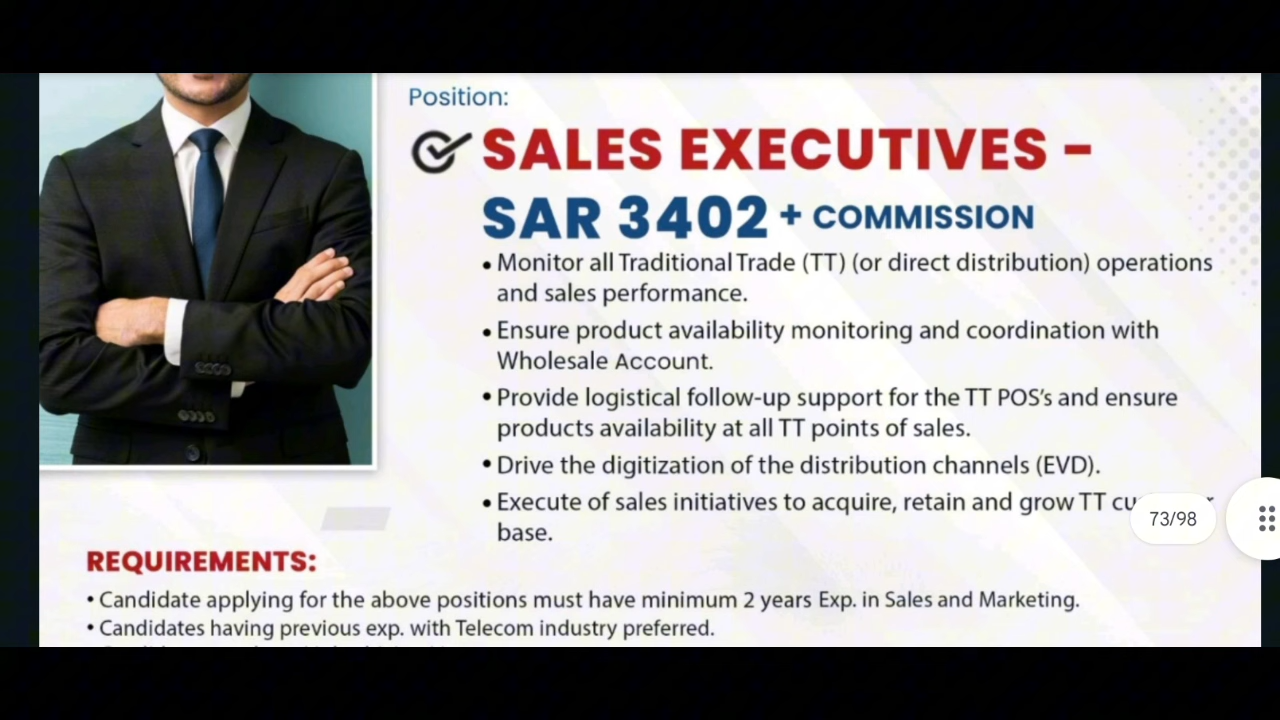 Position:
SALES EXECUTIVES –
SAR 3402 + COMMISSION
• Monitor all Traditional Trade (TT) (or direct distribution) operations
and sales performance.
• Ensure product availability monitoring and coordination with
Wholesale Account.
• Provide logistical follow-up support for the TT POS's and ensure
products availability at all TT points of sales.
• Drive the digitization of the distribution channels (EVD).
• Execute of sales initiatives to acquire, retain and grow TT
base.
73/98
REQUIREMENTS:
• Candidate applying for the above positions must have minimum 2 years Exp. in Sales and Marketing.
• Candidates having previous exp. with Telecom industry preferred.